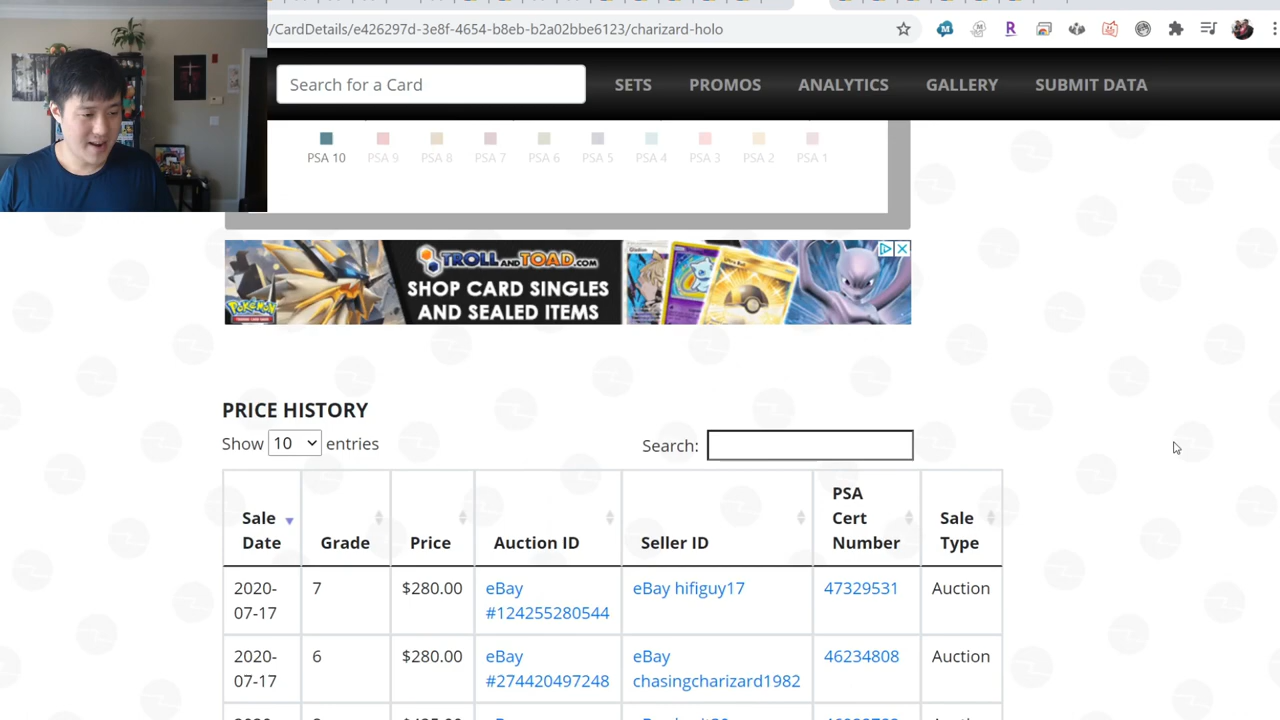 /CardDetails/e426297d-3e8f-4654-b8eb-b2a02bbe6123/charizard-holo
Search for a Card
SETS
PROMOS
ANALYTICS
GALLERY
SUBMIT DATA
PSA 10
PSA 9
PSA 8
PSA 7
PSA 6
PSA 5
PSA 4
PSA 3
PSA 2
PSA 1
TROLL AND TOAD.COM
SHOP CARD SINGLES
AND SEALED ITEMS
Pokémon
PRICE HISTORY
Show 10 entries
Search:
Sale
Date
Grade
Price
Auction ID
Seller ID
PSA
Cert
Number
Sale
Type
2020-
07-17
7
$280.00
eBay
#124255280544
eBay hifiguy17
47329531
Auction
2020-
07-17
6
$280.00
eBay
#274420497248
eBay
chasingcharizard1982
46234808
Auction